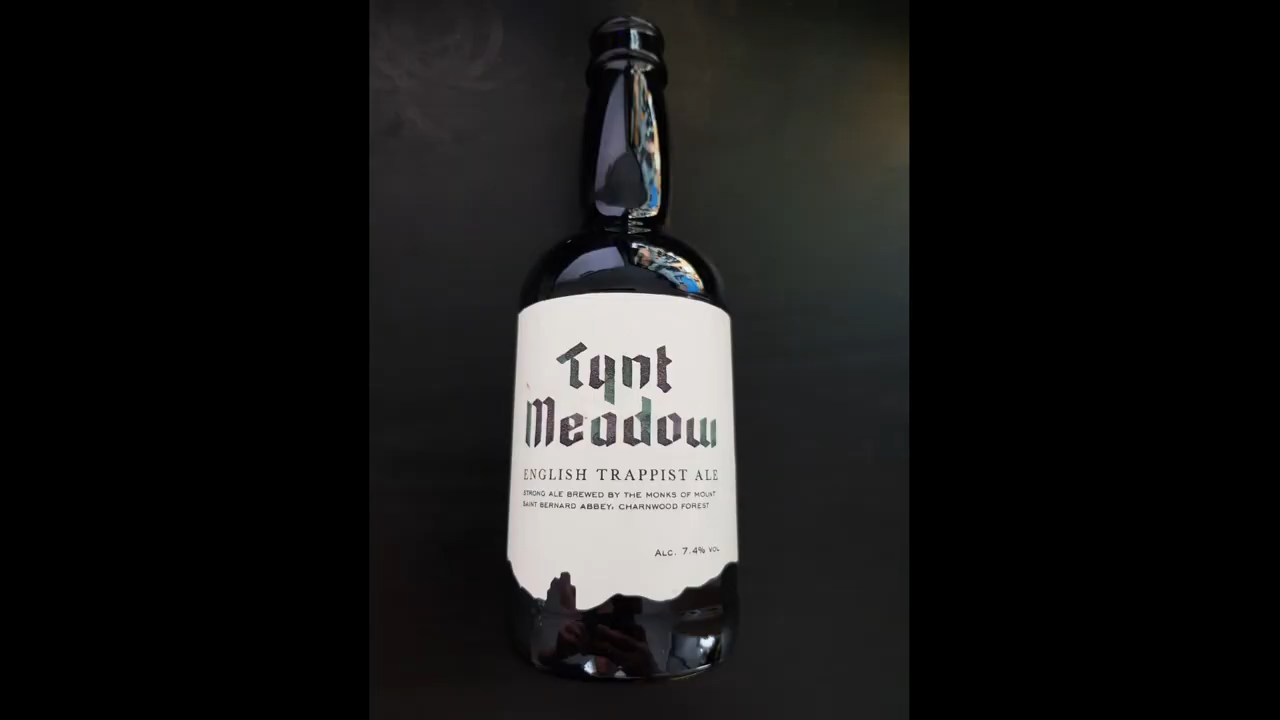 Tynt
Meadow
ENGLISH TRAPPIST ALE
STRONG ALE BREWED BY THE MONKS OF MOUNT
SAINT BERNARD ABBEY, CHARNWOOD FOREST
ALC. 7.4% VOL